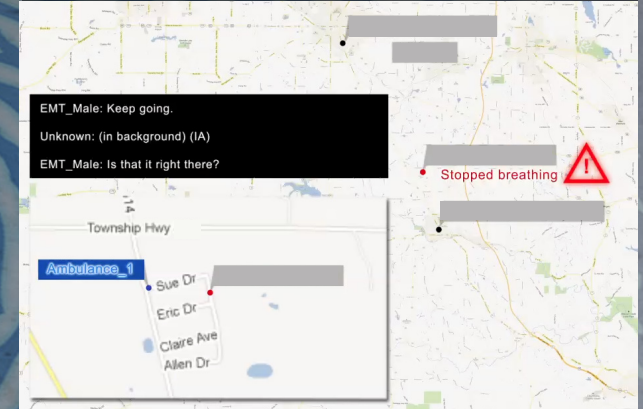 EMT_Male: Keep going.
Unknown: (in background) (IA)
EMT_Male: Is that it right there?
Stopped breathing
!
Township Hwy
Ambulance_1
Sue Dr
Eric Dr
Claire Ave
Allen Dr